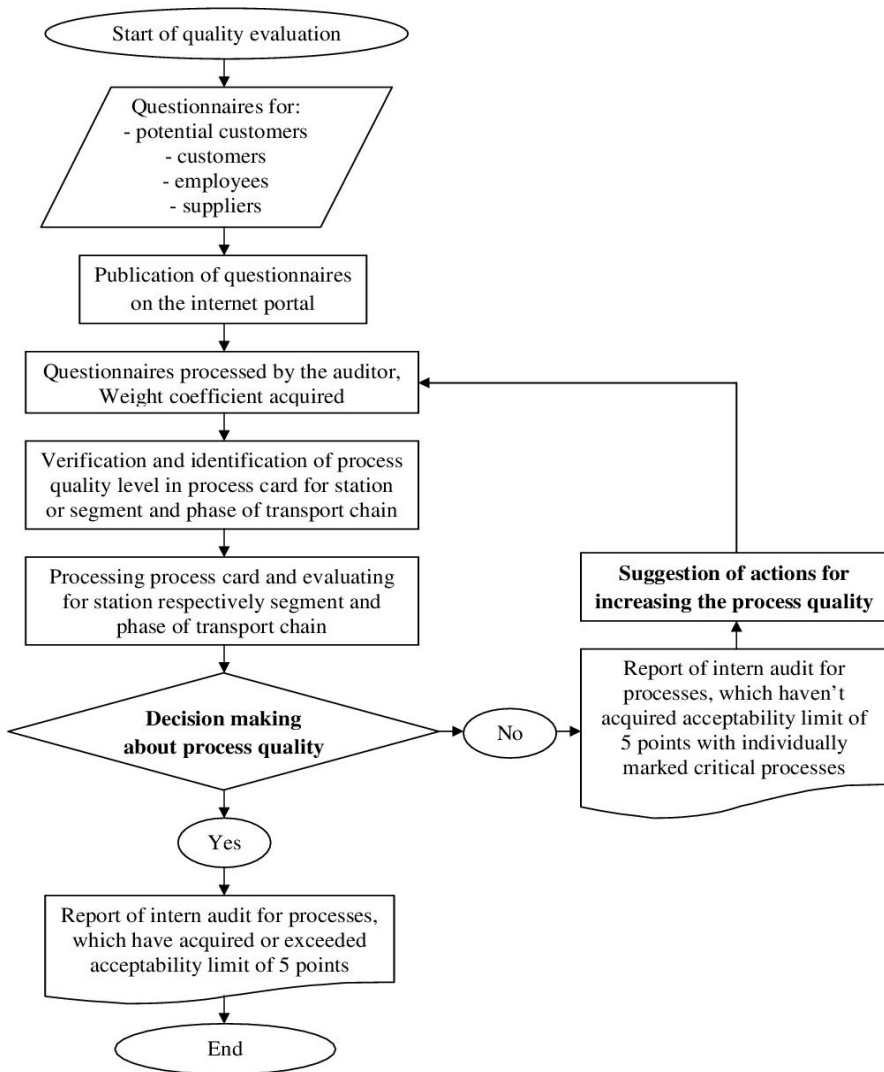 Start of quality evaluation
Questionnaires for:
- potential customers
- customers
- employees
- suppliers
Publication of questionnaires
on the internet portal
Questionnaires processed by the auditor,
Weight coefficient acquired
Verification and identification of process
quality level in process card for station
or segment and phase of transport chain
Processing process card and evaluating
for station respectively segment and
phase of transport chain
Decision making
about process quality
No
Report of intern audit for
processes, which haven't
acquired acceptability limit of
5 points with individually
marked critical processes
Suggestion of actions for
increasing the process quality
Yes
Report of intern audit for processes,
which have acquired or exceeded
acceptability limit of 5 points
End